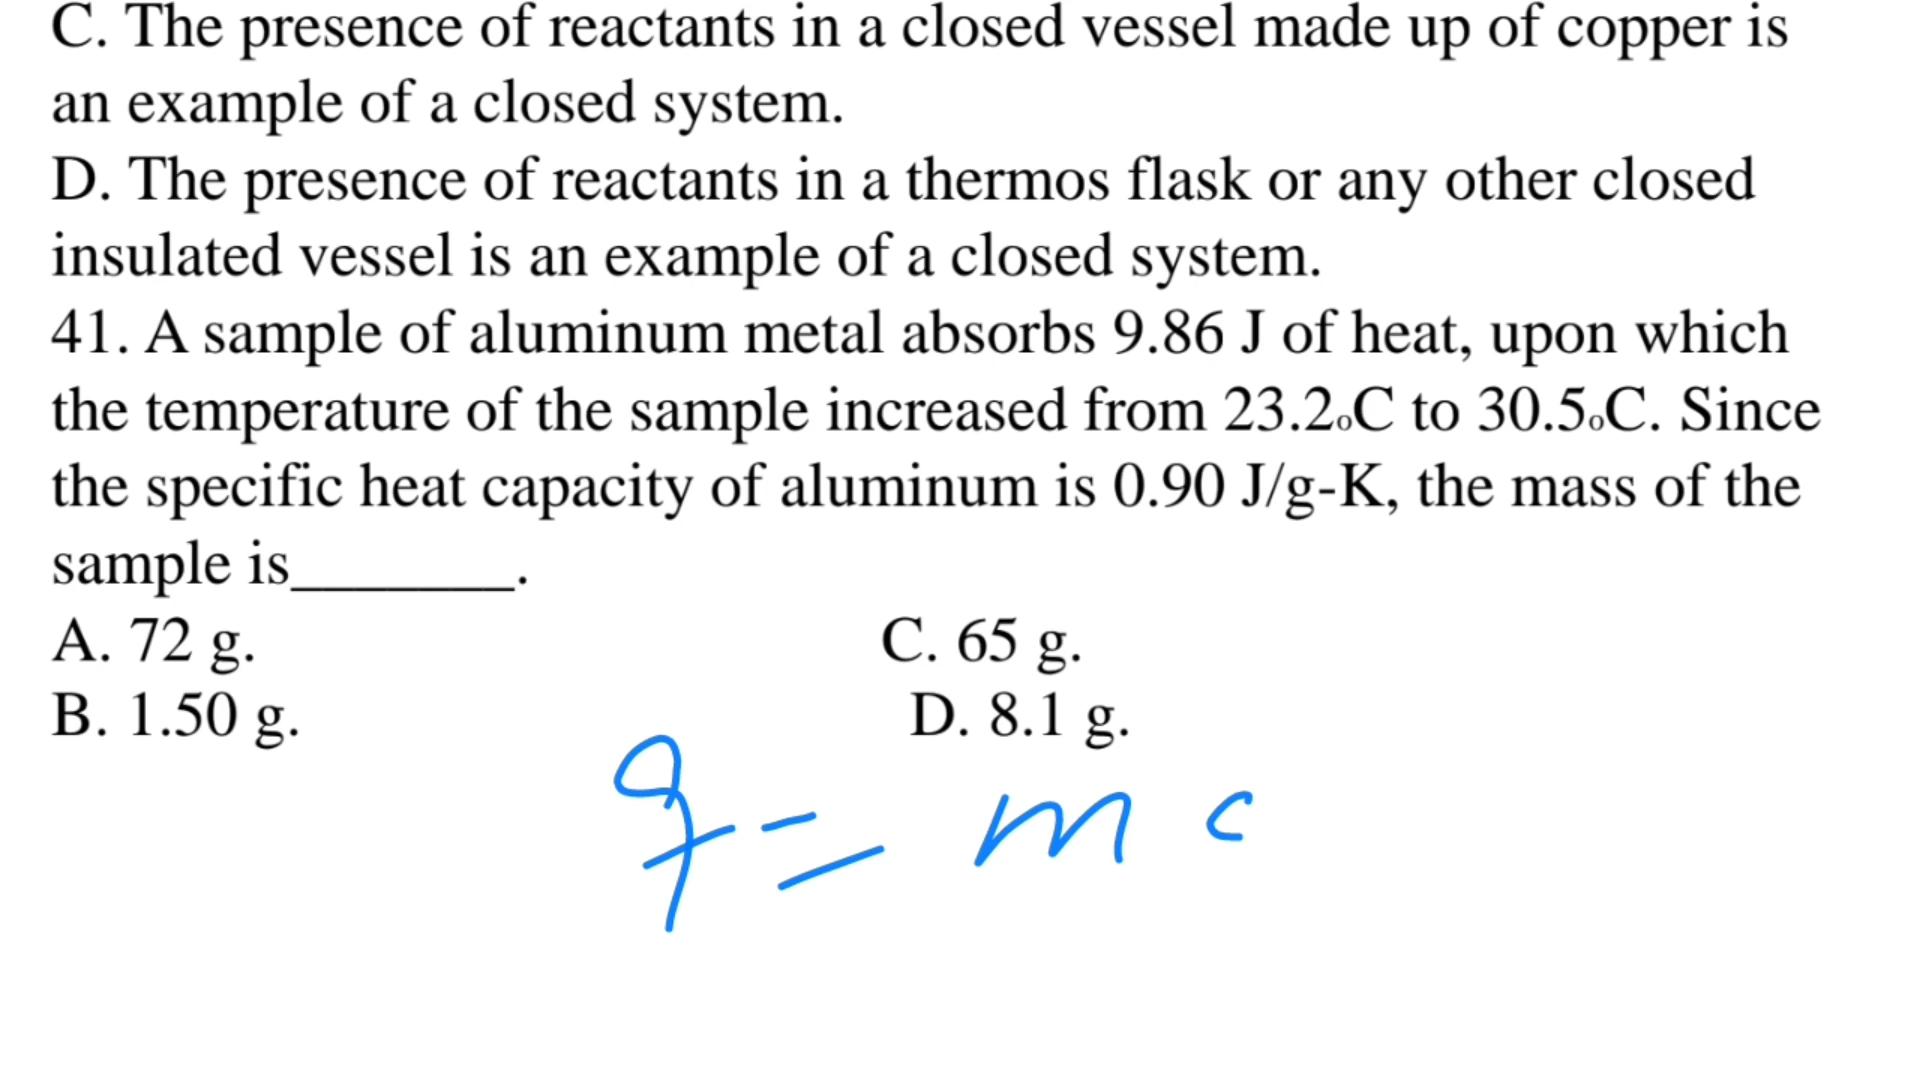 C. The presence of reactants in a closed vessel made up of copper is
an example of a closed system.
D. The presence of reactants in a thermos flask or any other closed
insulated vessel is an example of a closed system.
41. A sample of aluminum metal absorbs 9.86 J of heat, upon which
the temperature of the sample increased from 23.2oC to 30.5oC. Since
the specific heat capacity of aluminum is 0.90 J/g-K, the mass of the
sample is_______.
A. 72 g. C. 65 g.
B. 1.50 g. D. 8.1 g.
q = m c